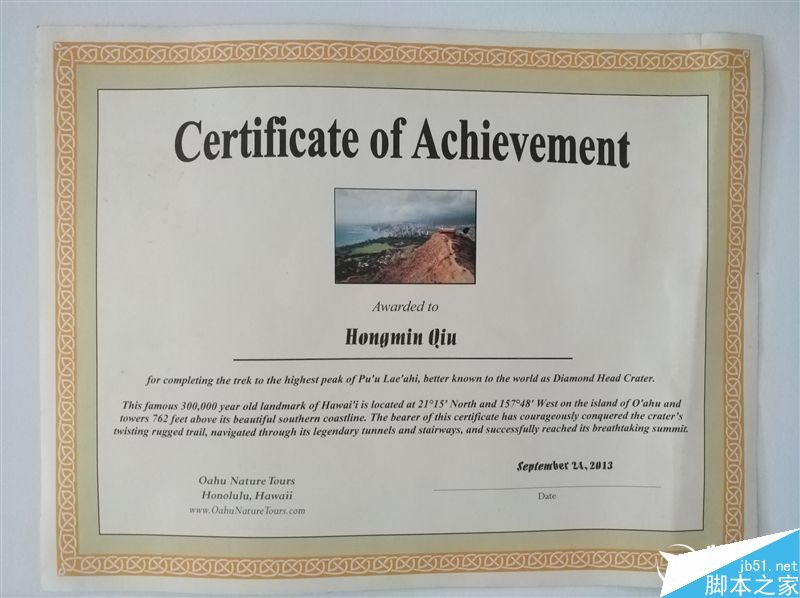 Certificate of Achievement
Awarded to
Hongmin Qiu
for completing the trek to the highest peak of Pu'u Lae'ahi, better known to the world as Diamond Head Crater.
This famous 300,000 year old landmark of Hawai'i is located at 21°15' North and 157°48' West on the island of O'ahu and
towers 762 feet above its beautiful southern coastline. The bearer of this certificate has courageously conquered the crater's
twisting rugged trail, navigated through its legendary tunnels and stairways, and successfully reached its breathtaking summit.
September 24, 2013
Date
Oahu Nature Tours
Honolulu, Hawaii
www.OahuNatureTours.com
jb51.net
脚本之家